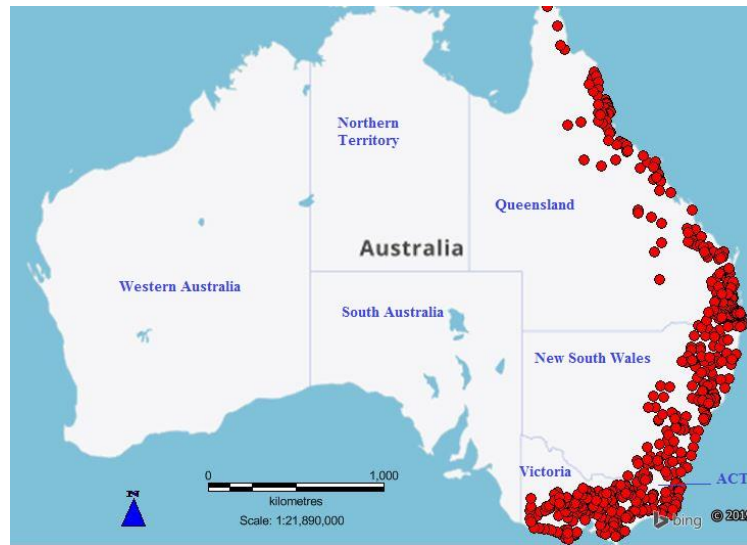 Northern
Territory
Queensland
Australia
Western Australia
South Australia
New South Wales
Victoria
ACT
N
0
1,000
kilometres
Scale: 1:21,890,000
bing